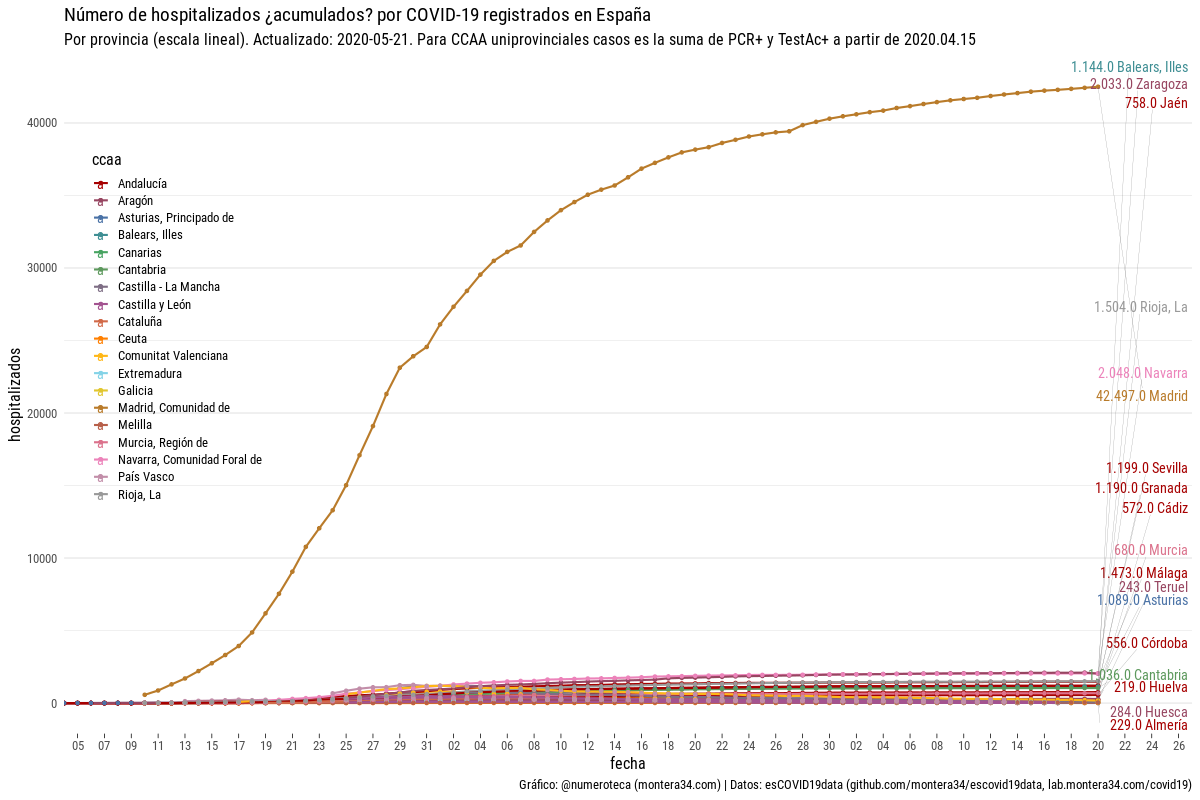 Número de hospitalizados ¿acumulados? por COVID-19 registrados en España
Por provincia (escala lineal). Actualizado: 2020-05-21. Para CCAA uniprovinciales casos es la suma de PCR+ y TestAc+ a partir de 2020.04.15
1.144.0 Balears, Illes
2.033.0 Zaragoza
758.0 Jaén
40000
ccaa
Andalucía
Aragón
Asturias, Principado de
Balears, Illes
Canarias
Cantabria
Castilla - La Mancha
Castilla y León
Cataluña
Ceuta
Comunitat Valenciana
Extremadura
Galicia
Madrid, Comunidad de
Melilla
Murcia, Región de
Navarra, Comunidad Foral de
País Vasco
Rioja, La
30000
20000
10000
0
hospitalizados
1.504.0 Rioja, La
2.048.0 Navarra
42.497.0 Madrid
1.199.0 Sevilla
1.190.0 Granada
572.0 Cádiz
680.0 Murcia
1.473.0 Málaga
243.0 Teruel
1.089.0 Asturias
556.0 Córdoba
1.036.0 Cantabria
219.0 Huelva
284.0 Huesca
229.0 Almería
05 07 09 11 13 15 17 19 21 23 25 27 29 31 02 04 06 08 10 12 14 16 18 20 22 24 26 28 30 02 04 06 08 10 12 14 16 18 20 22 24 26
fecha
Gráfico: @numeroteca (montera34.com) | Datos: esCOVID19data (github.com/montera34/escovid19data, lab.montera34.com/covid19)